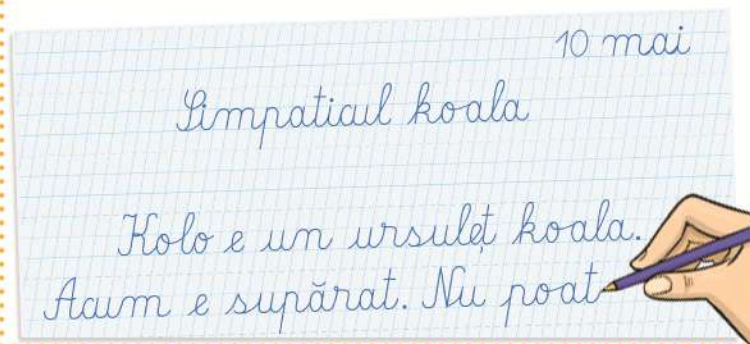 10 mai
Simpaticul koala
Kolo e un ursuleț koala.
Acum e supărat. Nu poat